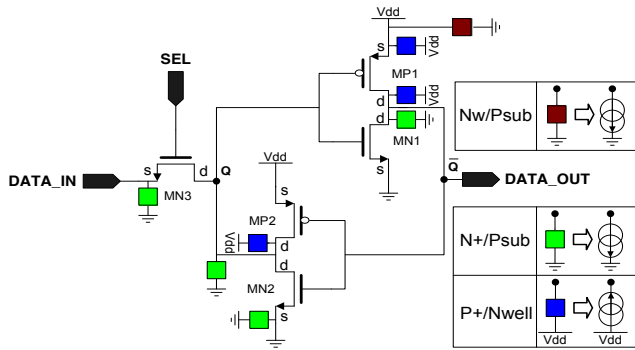 Vdd
SEL
s
Vdd
MP1
d
Vdd
d
MN1
s
Nw/Psub
s
d
Q
DATA_IN
MN3
Vdd
s
MP2
Vdd
d
d
MN2
s
Q̅
DATA_OUT
N+/Psub
P+/Nwell
Vdd
Vdd